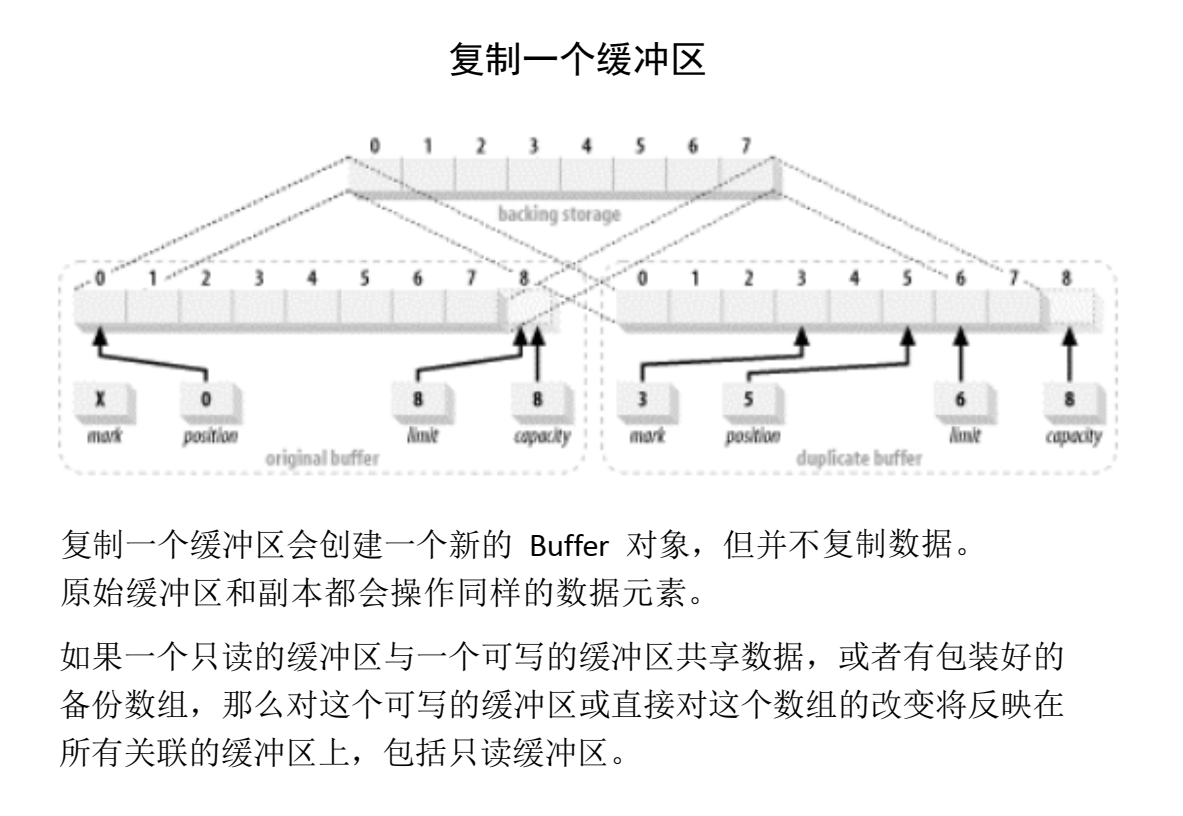 复制一个缓冲区
0 1 2 3 4 5 6 7
backing storage
0 1 2 3 4 5 6 7 8
0 1 2 3 4 5 6 7 8
X 0 8 8
mark position limit capacity
original buffer
3 5 6 8
mark position limit capacity
duplicate buffer
复制一个缓冲区会创建一个新的 Buffer 对象，但并不复制数据。
原始缓冲区和副本都会操作同样的数据元素。
如果一个只读的缓冲区与一个可写的缓冲区共享数据，或者有包装好的
备份数组，那么对这个可写的缓冲区或直接对这个数组的改变将反映在
所有关联的缓冲区上，包括只读缓冲区。